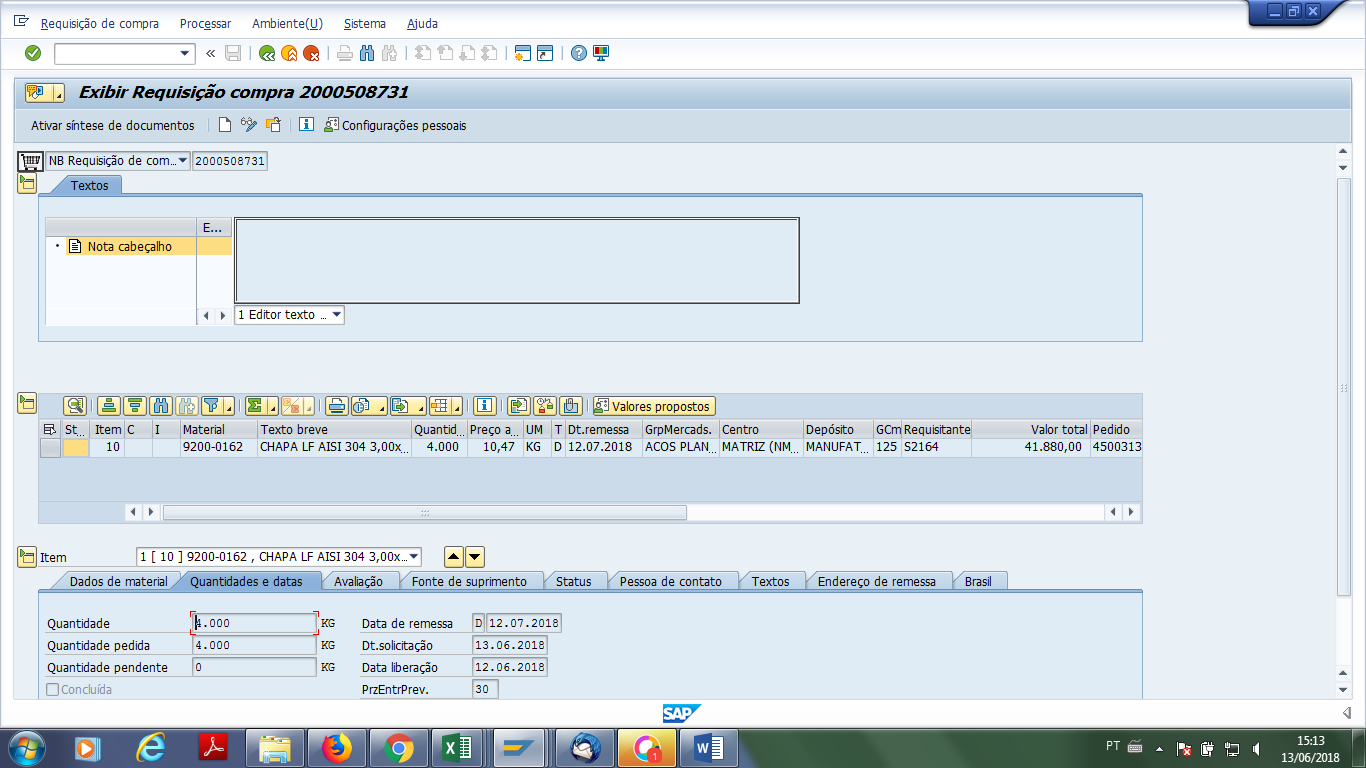 Requisição de compra Processar Ambiente(U) Sistema Ajuda
Exibir Requisição compra 2000508731
Ativar síntese de documentos Configurações pessoais
NB Requisição de com... 2000508731
Textos
E...
Nota cabeçalho
1 Editor texto ...
Valores propostos
St... Item C I Material Texto breve Quantid... Preço a... UM T Dt.remessa GrpMercads. Centro Depósito GCm Requisitante Valor total Pedido
10 9200-0162 CHAPA LF AISI 304 3,00x... 4.000 10,47 KG D 12.07.2018 ACOS PLAN... MATRIZ (NM... MANUFAT... 125 S2164 41.880,00 4500313
Item 1 [ 10 ] 9200-0162 , CHAPA LF AISI 304 3,00x...
Dados de material Quantidades e datas Avaliação Fonte de suprimento Status Pessoa de contato Textos Endereço de remessa Brasil
Quantidade 4.000 KG Data de remessa D 12.07.2018
Quantidade pedida 4.000 KG Dt.solicitação 13.06.2018
Quantidade pendente 0 KG Data liberação 12.06.2018
Concluída PrzEntrPrev. 30
SAP
PT 15:13
13/06/2018